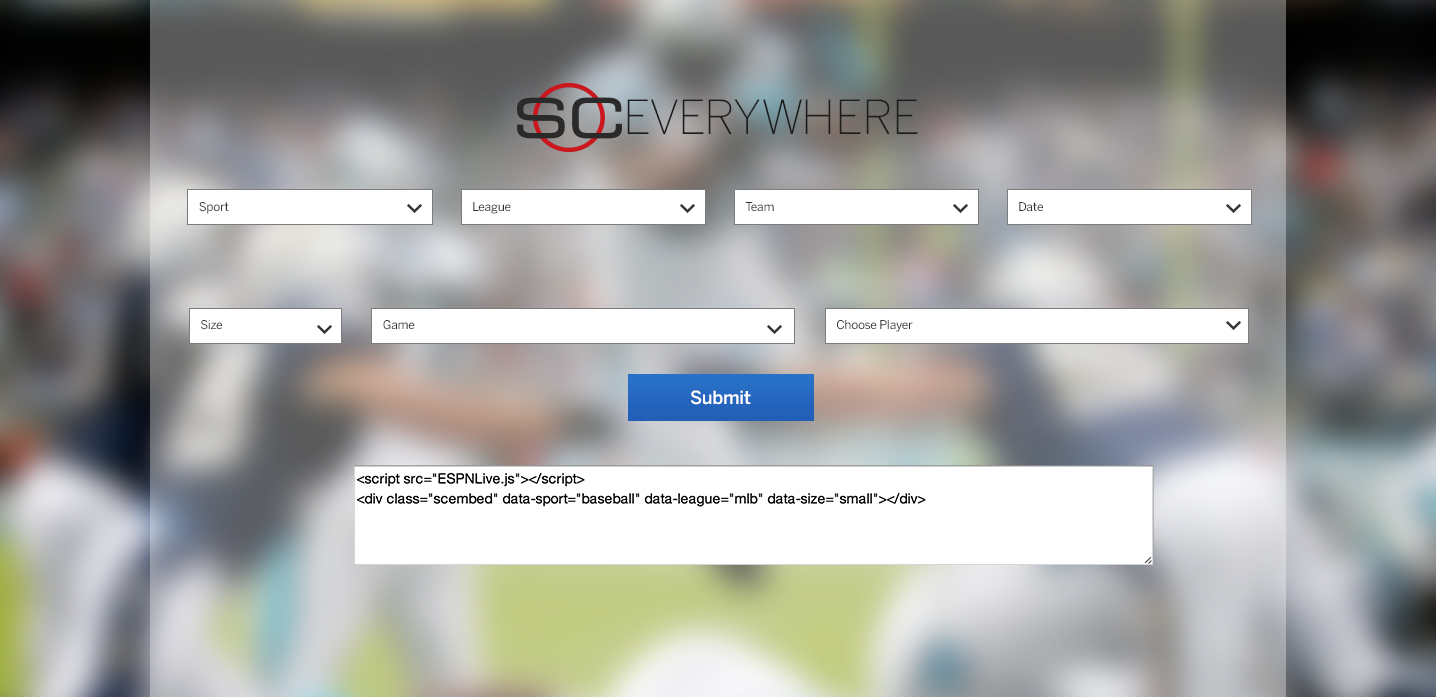 SCEVERYWHERE
Sport League Team Date
Size Game Choose Player
Submit
<script src="ESPNLive.js"></script>
<div class="scembed" data-sport="baseball" data-league="mlb" data-size="small"></div>